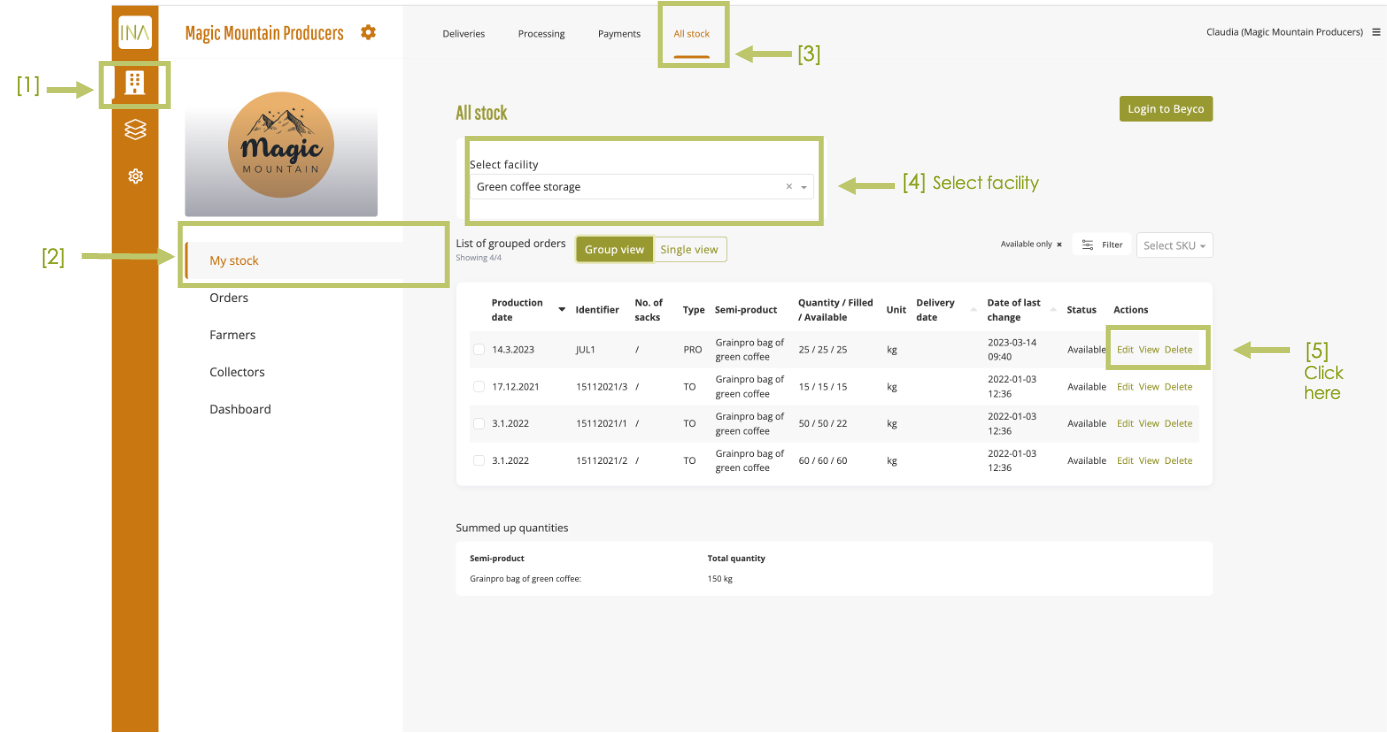 INA
Magic Mountain Producers
Deliveries Processing Payments All stock
Claudia (Magic Mountain Producers)
[3]
[1]
All stock
Login to Beyco
Magic
MOUNTAIN
Select facility
Green coffee storage ×
[4] Select facility
[2]
My stock
Orders
Farmers
Collectors
Dashboard
List of grouped orders
Showing 4/4
Group view Single view
Available only × Filter Select SKU
Production date Identifier No. of sacks Type Semi-product Quantity / Filled / Available Unit Delivery date Date of last change Status Actions
14.3.2023 JUL1 / PRO Grainpro bag of green coffee 25 / 25 / 25 kg 2023-03-14 09:40 Available Edit View Delete
17.12.2021 15112021/3 / TO Grainpro bag of green coffee 15 / 15 / 15 kg 2022-01-03 12:36 Available Edit View Delete
3.1.2022 15112021/1 / TO Grainpro bag of green coffee 50 / 50 / 22 kg 2022-01-03 12:36 Available Edit View Delete
3.1.2022 15112021/2 / TO Grainpro bag of green coffee 60 / 60 / 60 kg 2022-01-03 12:36 Available Edit View Delete
[5]
Click
here
Summed up quantities
Semi-product Total quantity
Grainpro bag of green coffee: 150 kg